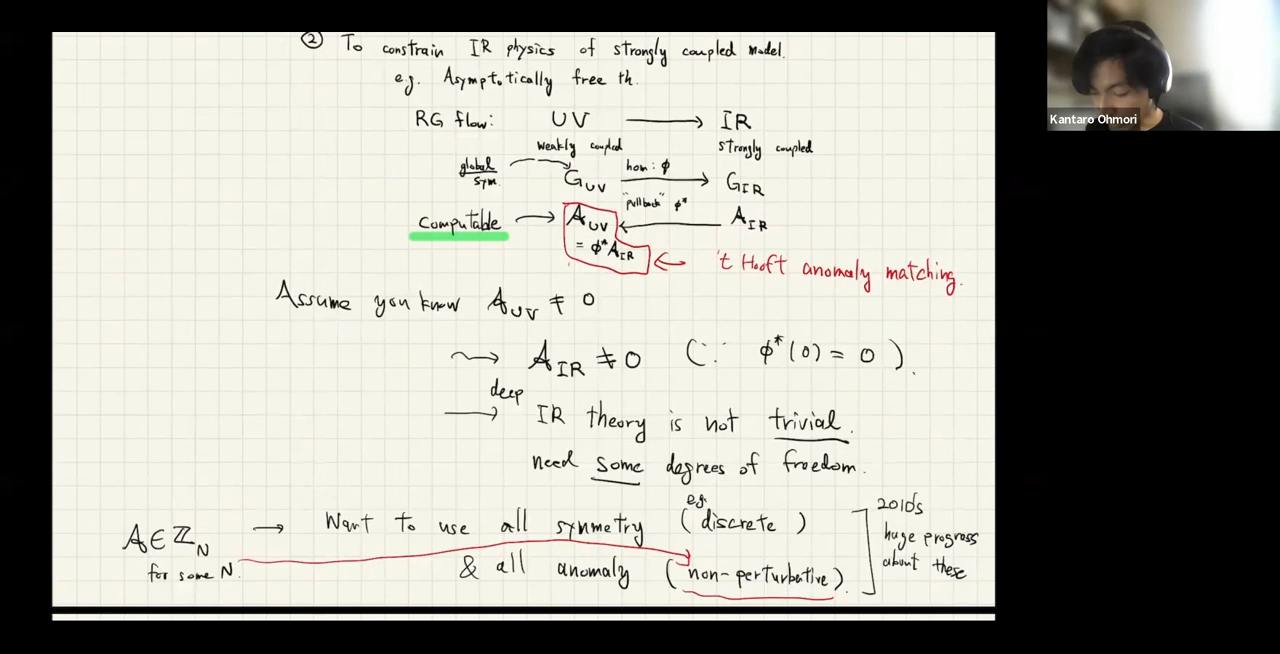 ② To constrain IR physics of strongly coupled model.
e.g. Asymptotically free th.
RG flow: UV ⟶ IR
weakly coupled strongly coupled
global sym. G_UV hom: φ ⟶ G_IR
"pullback" φ*
Computable ⟶ A_UV ⟵ A_IR
= φ*A_IR
't Hooft anomaly matching.
Assume you know A_UV ≠ 0
⇝ A_IR ≠ 0 (∵ φ*(0) = 0).
deep
⟶ IR theory is not trivial.
need some degrees of freedom.
e.g.
A ∈ ℤ_N → Want to use all symmetry (discrete)
for some N. & all anomaly (non-perturbative).
2010's
huge progress
about these
Kantaro Ohmori